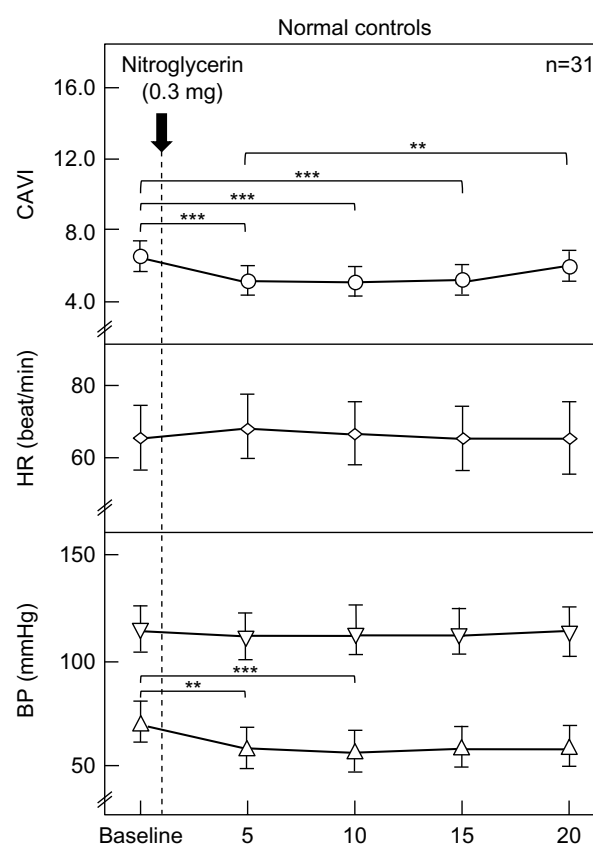 Normal controls
Nitroglycerin
(0.3 mg)
n=31
CAVI
16.0
12.0
8.0
4.0
**
***
***
***
HR (beat/min)
80
60
BP (mmHg)
150
100
50
***
**
Baseline 5 10 15 20